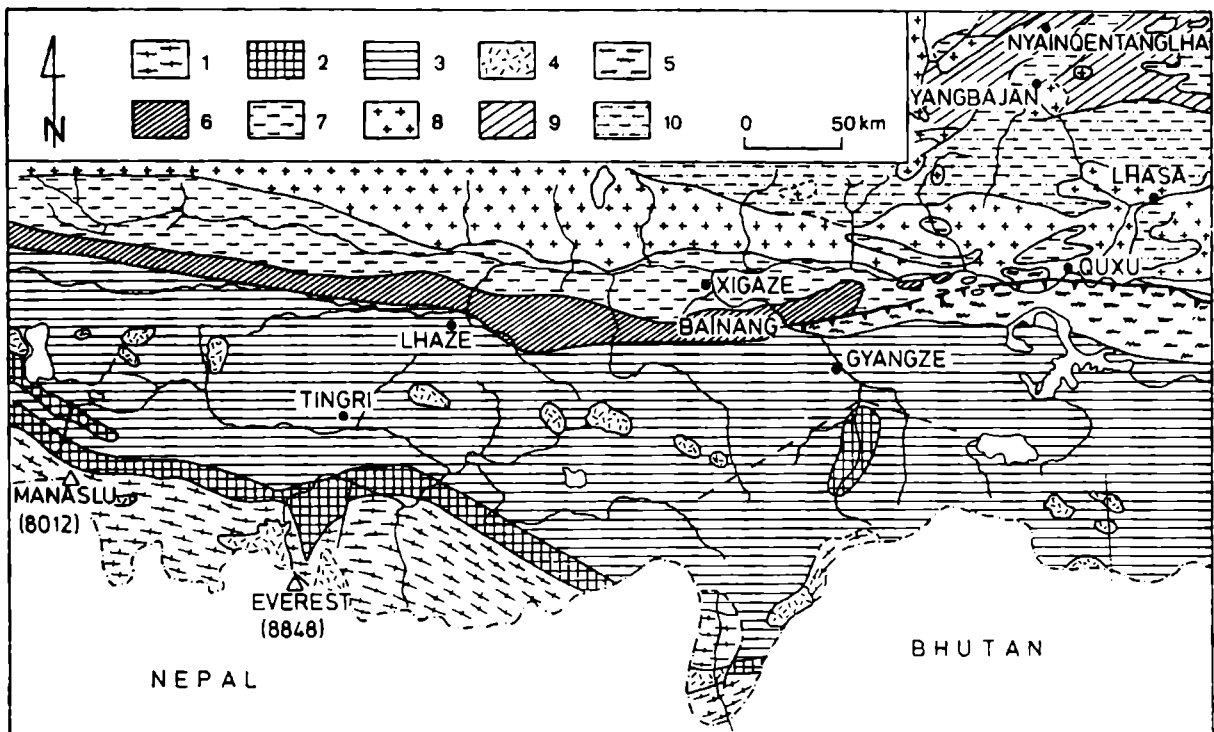 N
1 2 3 4 5
6 7 8 9 10
0 50 km
NYAINQENTANGLHA
YANGBAJAN
LHASA
QUXU
XIGAZE
BAINANG
LHAZE
GYANGZE
TINGRI
MANASLU
(8012)
EVEREST
(8848)
NEPAL
BHUTAN